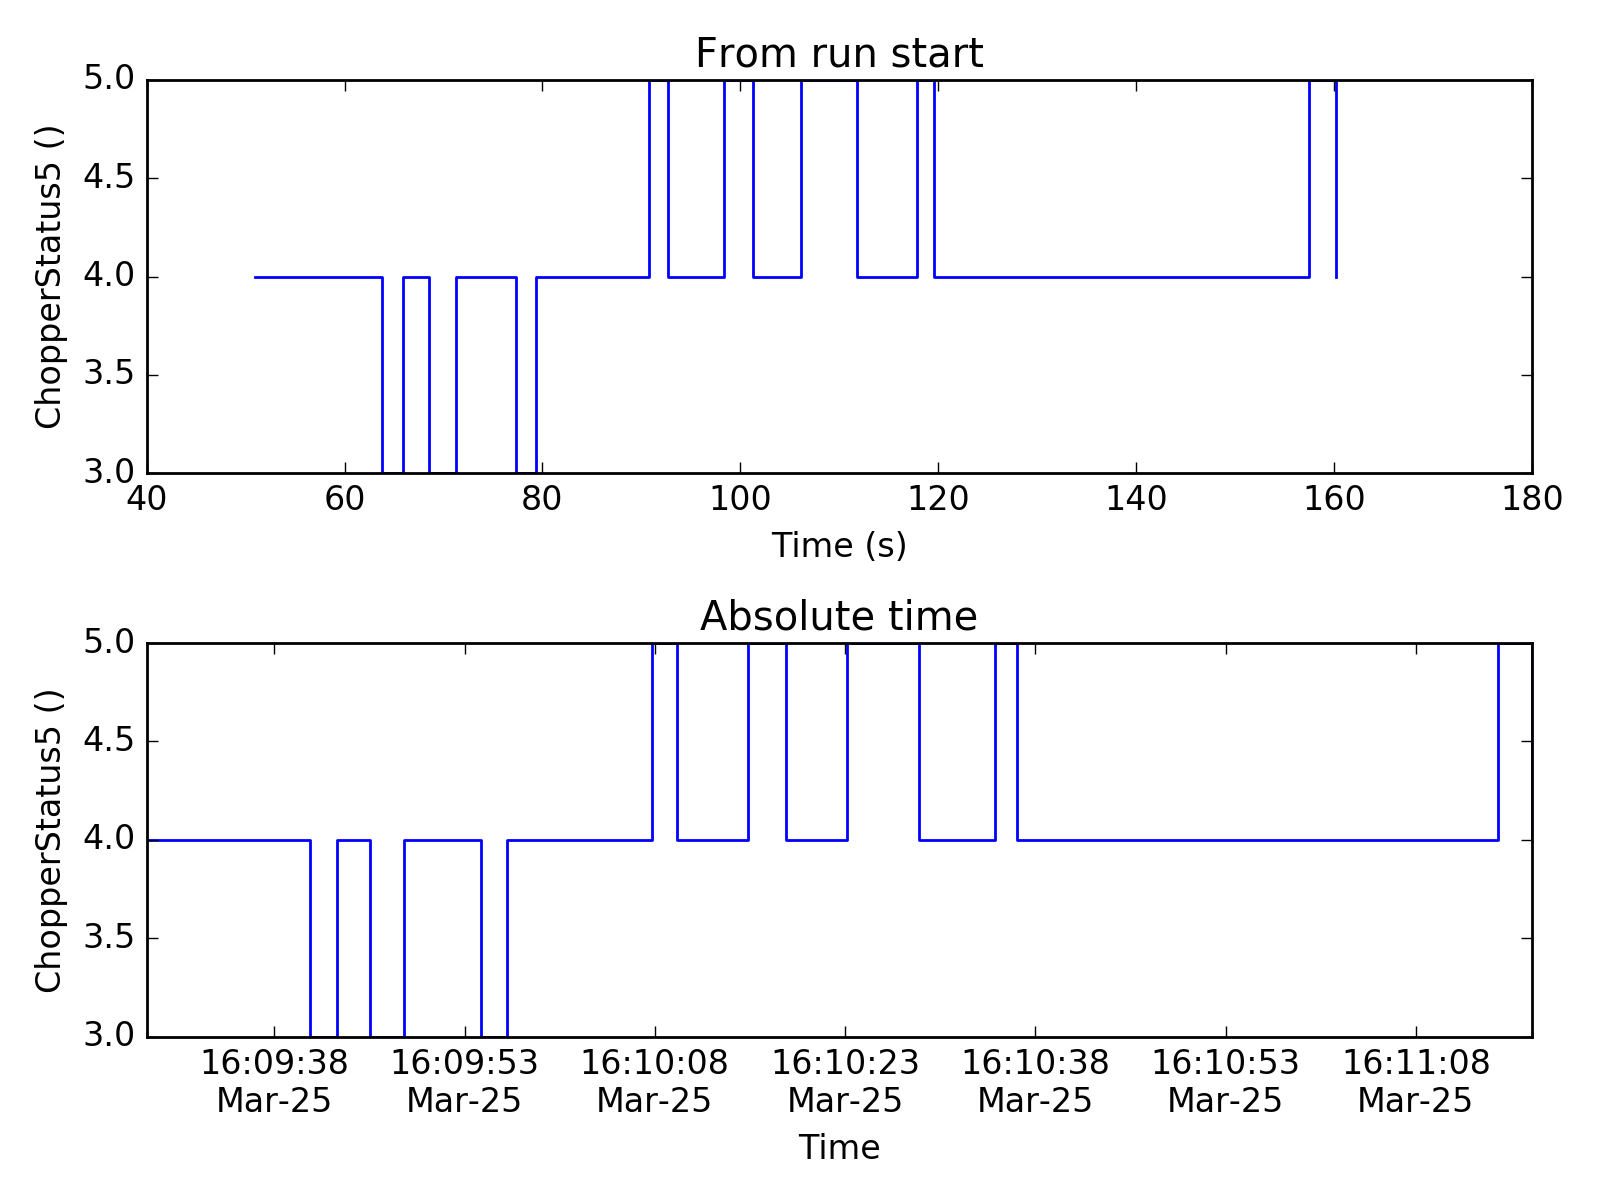 From run start
5.0
4.5
4.0
3.5
3.0
ChopperStatus5 ()
40 60 80 100 120 140 160 180
Time (s)
Absolute time
5.0
4.5
4.0
3.5
3.0
ChopperStatus5 ()
16:09:38 16:09:53 16:10:08 16:10:23 16:10:38 16:10:53 16:11:08
Mar-25 Mar-25 Mar-25 Mar-25 Mar-25 Mar-25 Mar-25
Time